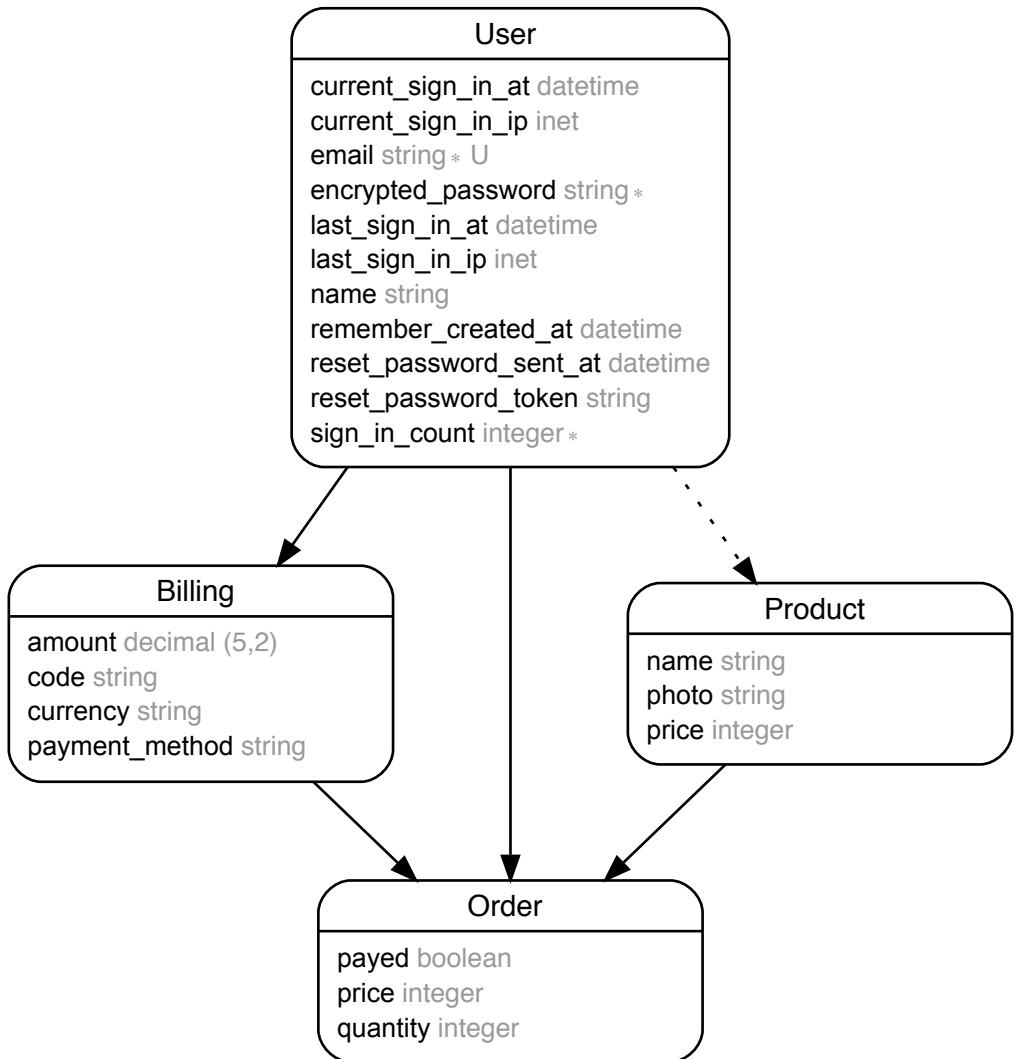 User
current_sign_in_at datetime
current_sign_in_ip inet
email string * U
encrypted_password string *
last_sign_in_at datetime
last_sign_in_ip inet
name string
remember_created_at datetime
reset_password_sent_at datetime
reset_password_token string
sign_in_count integer *
Billing
amount decimal (5,2)
code string
currency string
payment_method string
Product
name string
photo string
price integer
Order
payed boolean
price integer
quantity integer